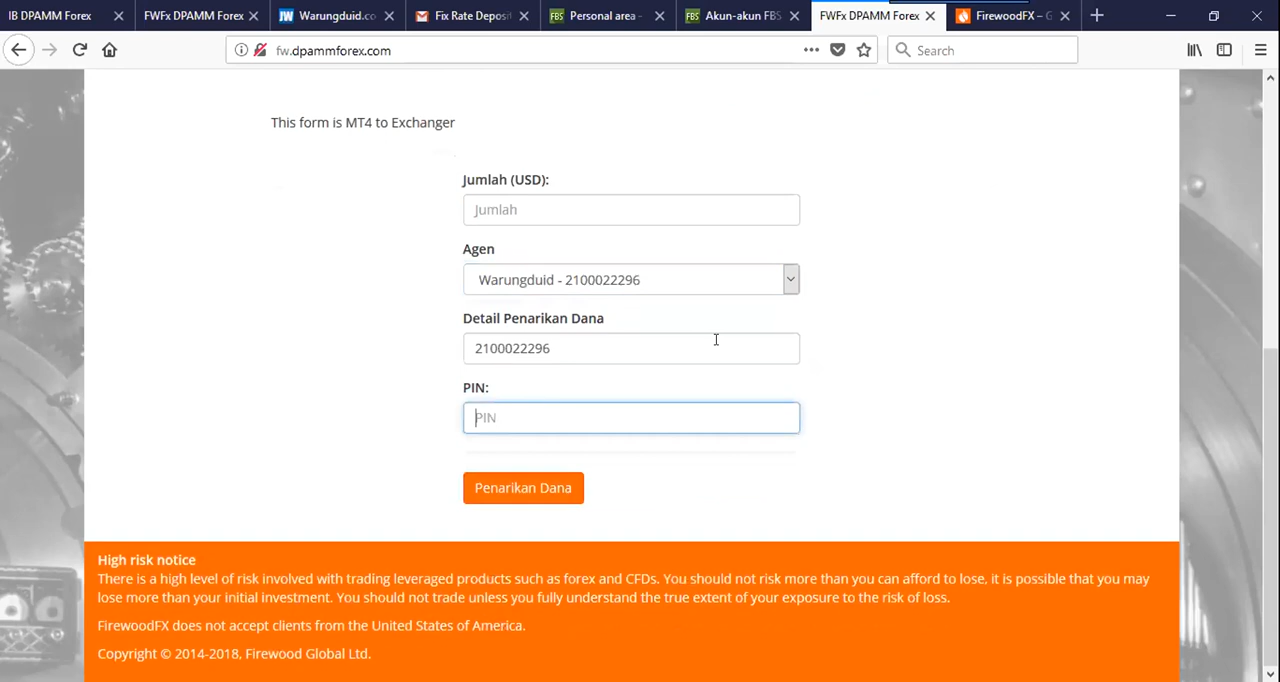 IB DPAMM Forex
FWFx DPAMM Forex
Warungduid.co
Fix Rate Deposi
FBS Personal area -
FBS Akun-akun FBS
FWFx DPAMM Forex
FirewoodFX – G
fw.dpammforex.com
Search
This form is MT4 to Exchanger
Jumlah (USD):
Jumlah
Agen
Warungduid - 2100022296
Detail Penarikan Dana
2100022296
PIN:
PIN
Penarikan Dana
High risk notice
There is a high level of risk involved with trading leveraged products such as forex and CFDs. You should not risk more than you can afford to lose, it is possible that you may
lose more than your initial investment. You should not trade unless you fully understand the true extent of your exposure to the risk of loss.
FirewoodFX does not accept clients from the United States of America.
Copyright © 2014-2018, Firewood Global Ltd.